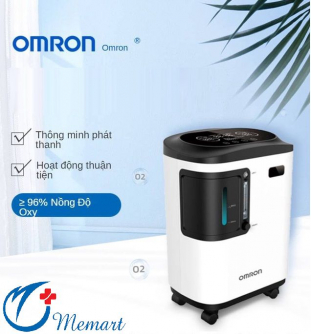 OMRON Omron ®
Thông minh phát
thanh
Hoạt động thuận
tiện
O2
≥ 96% Nồng Độ
Oxy
OMRON
O2
Memart